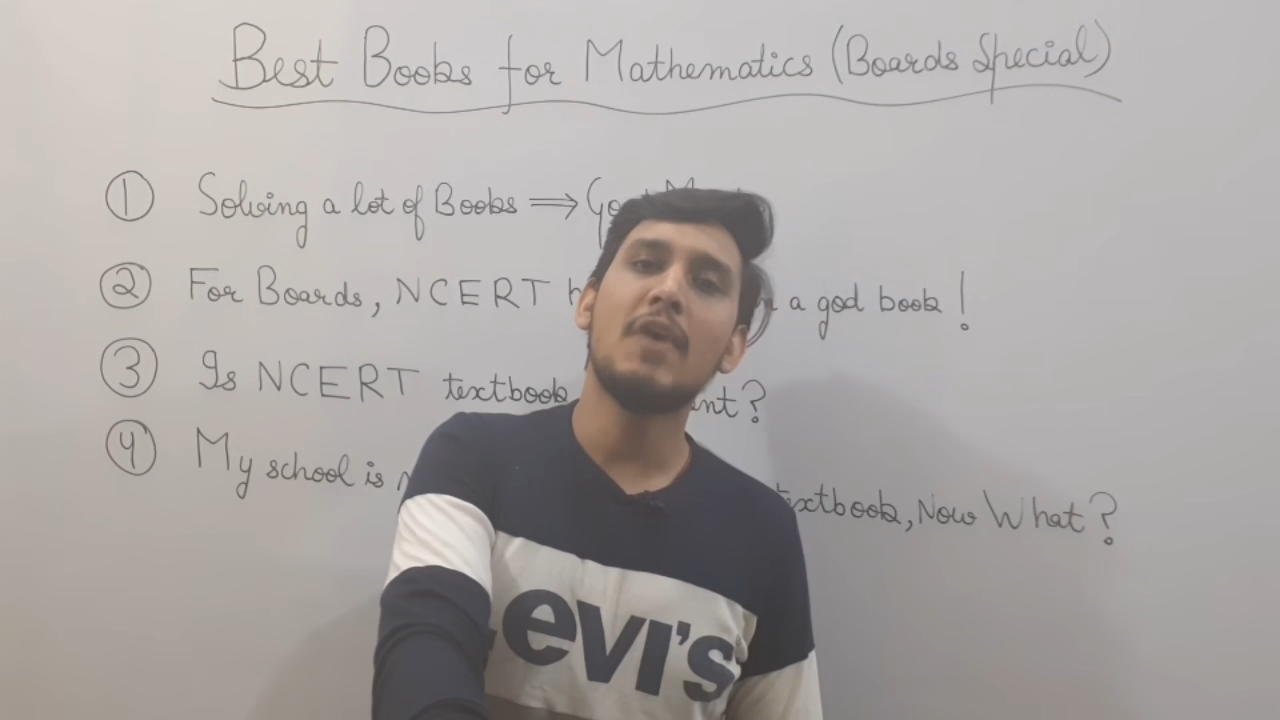 Best Books for Mathematics (Boards Special)
① Solving a lot of Books ⟹
② For Boards, NCERT a god book!
③ Is NCERT textbook ?
④ My school is textbook, Now What?
Levi's